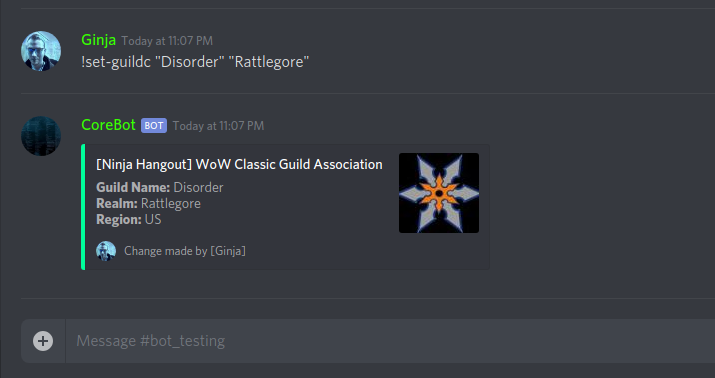 Ginja Today at 11:07 PM
!set-guildc "Disorder" "Rattlegore"
CoreBot BOT Today at 11:07 PM
[Ninja Hangout] WoW Classic Guild Association
Guild Name: Disorder
Realm: Rattlegore
Region: US
Change made by [Ginja]
Message #bot_testing